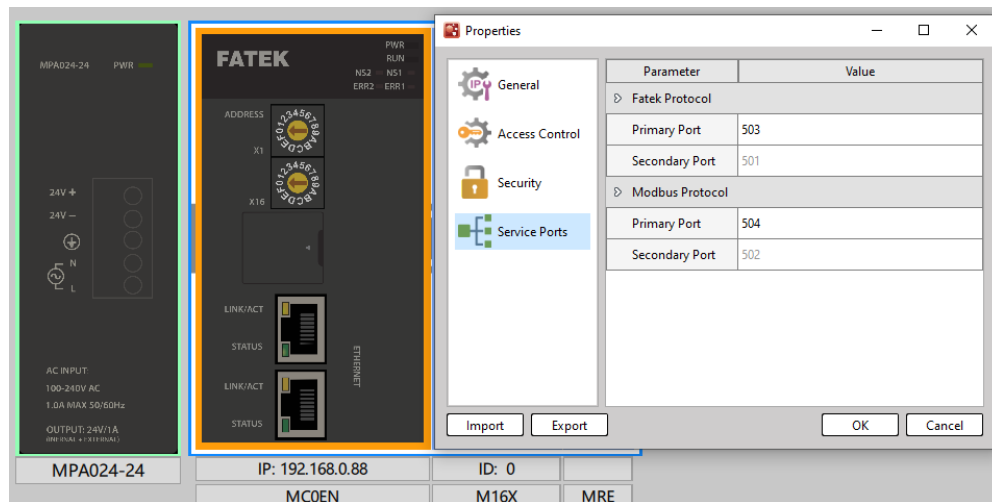 MPA024-24 PWR
24V +
24V –
N
L
AC INPUT:
100-240V AC
1.0A MAX 50/60Hz
OUTPUT: 24V/1A
(INTERNAL + EXTERNAL)
MPA024-24
FATEK
PWR
RUN
NS2 NS1
ERR2 ERR1
ADDRESS
0123456789ABCDEF
X1
0123456789ABCDEF
X16
LINK/ACT
STATUS
ETHERNET
LINK/ACT
STATUS
IP: 192.168.0.88 ID: 0
MC0EN M16X MRE
Properties
General
Access Control
Security
Service Ports
Parameter Value
Fatek Protocol
Primary Port 503
Secondary Port 501
Modbus Protocol
Primary Port 504
Secondary Port 502
Import Export OK Cancel